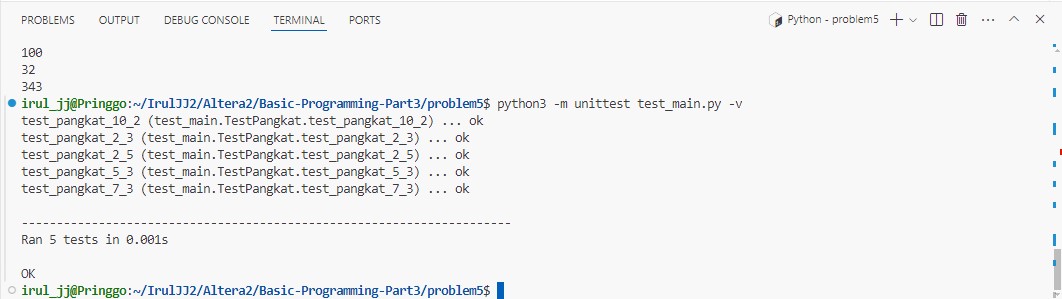 PROBLEMS OUTPUT DEBUG CONSOLE TERMINAL PORTS Python - problem5
100
32
343
irul_jj@Pringgo:~/IrulJJ2/Altera2/Basic-Programming-Part3/problem5$ python3 -m unittest test_main.py -v
test_pangkat_10_2 (test_main.TestPangkat.test_pangkat_10_2) ... ok
test_pangkat_2_3 (test_main.TestPangkat.test_pangkat_2_3) ... ok
test_pangkat_2_5 (test_main.TestPangkat.test_pangkat_2_5) ... ok
test_pangkat_5_3 (test_main.TestPangkat.test_pangkat_5_3) ... ok
test_pangkat_7_3 (test_main.TestPangkat.test_pangkat_7_3) ... ok
----------------------------------------------------------------------
Ran 5 tests in 0.001s
OK
irul_jj@Pringgo:~/IrulJJ2/Altera2/Basic-Programming-Part3/problem5$